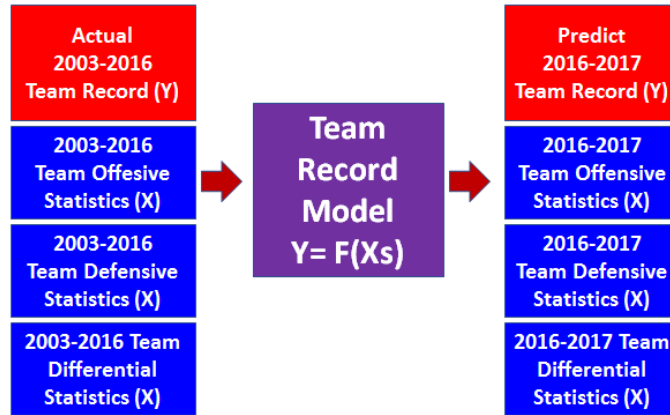 Actual
2003-2016
Team Record (Y)
2003-2016
Team Offesive
Statistics (X)
2003-2016
Team Defensive
Statistics (X)
2003-2016 Team
Differential
Statistics (X)
Team
Record
Model
Y= F(Xs)
Predict
2016-2017
Team Record (Y)
2016-2017
Team Offensive
Statistics (X)
2016-2017
Team Defensive
Statistics (X)
2016-2017 Team
Differential
Statistics (X)